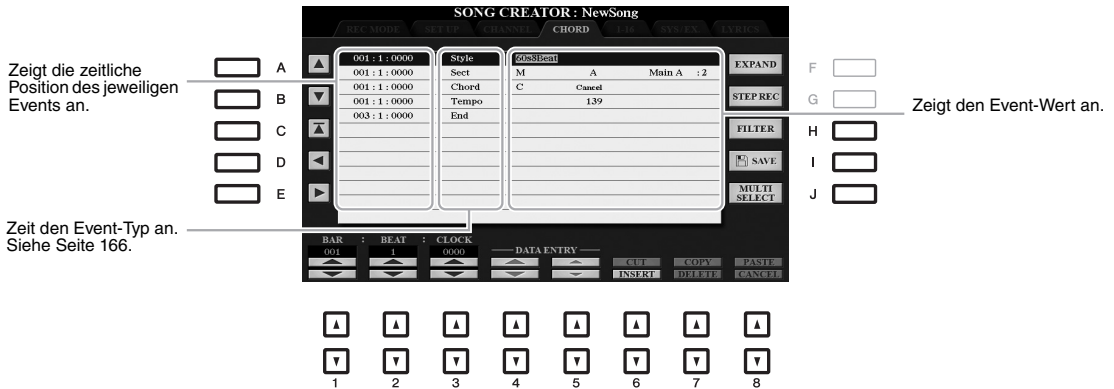 SONG CREATOR : NewSong
REC MODE SET UP CHANNEL CHORD 1-16 SYS/EX. LYRICS
Zeigt die zeitliche
Position des jeweiligen
Events an.
A
B
C
D
E
001 : 1 : 0000 Style 60s8Beat
001 : 1 : 0000 Sect M A Main A : 2
001 : 1 : 0000 Chord C Cancel
001 : 1 : 0000 Tempo 139
003 : 1 : 0000 End
EXPAND
STEP REC
FILTER
SAVE
MULTI
SELECT
F
G
H
I
J
Zeigt den Event-Wert an.
Zeit den Event-Typ an.
Siehe Seite 166.
BAR : BEAT : CLOCK
001 1 0000 DATA ENTRY
CUT COPY PASTE
INSERT DELETE CANCEL
1 2 3 4 5 6 7 8